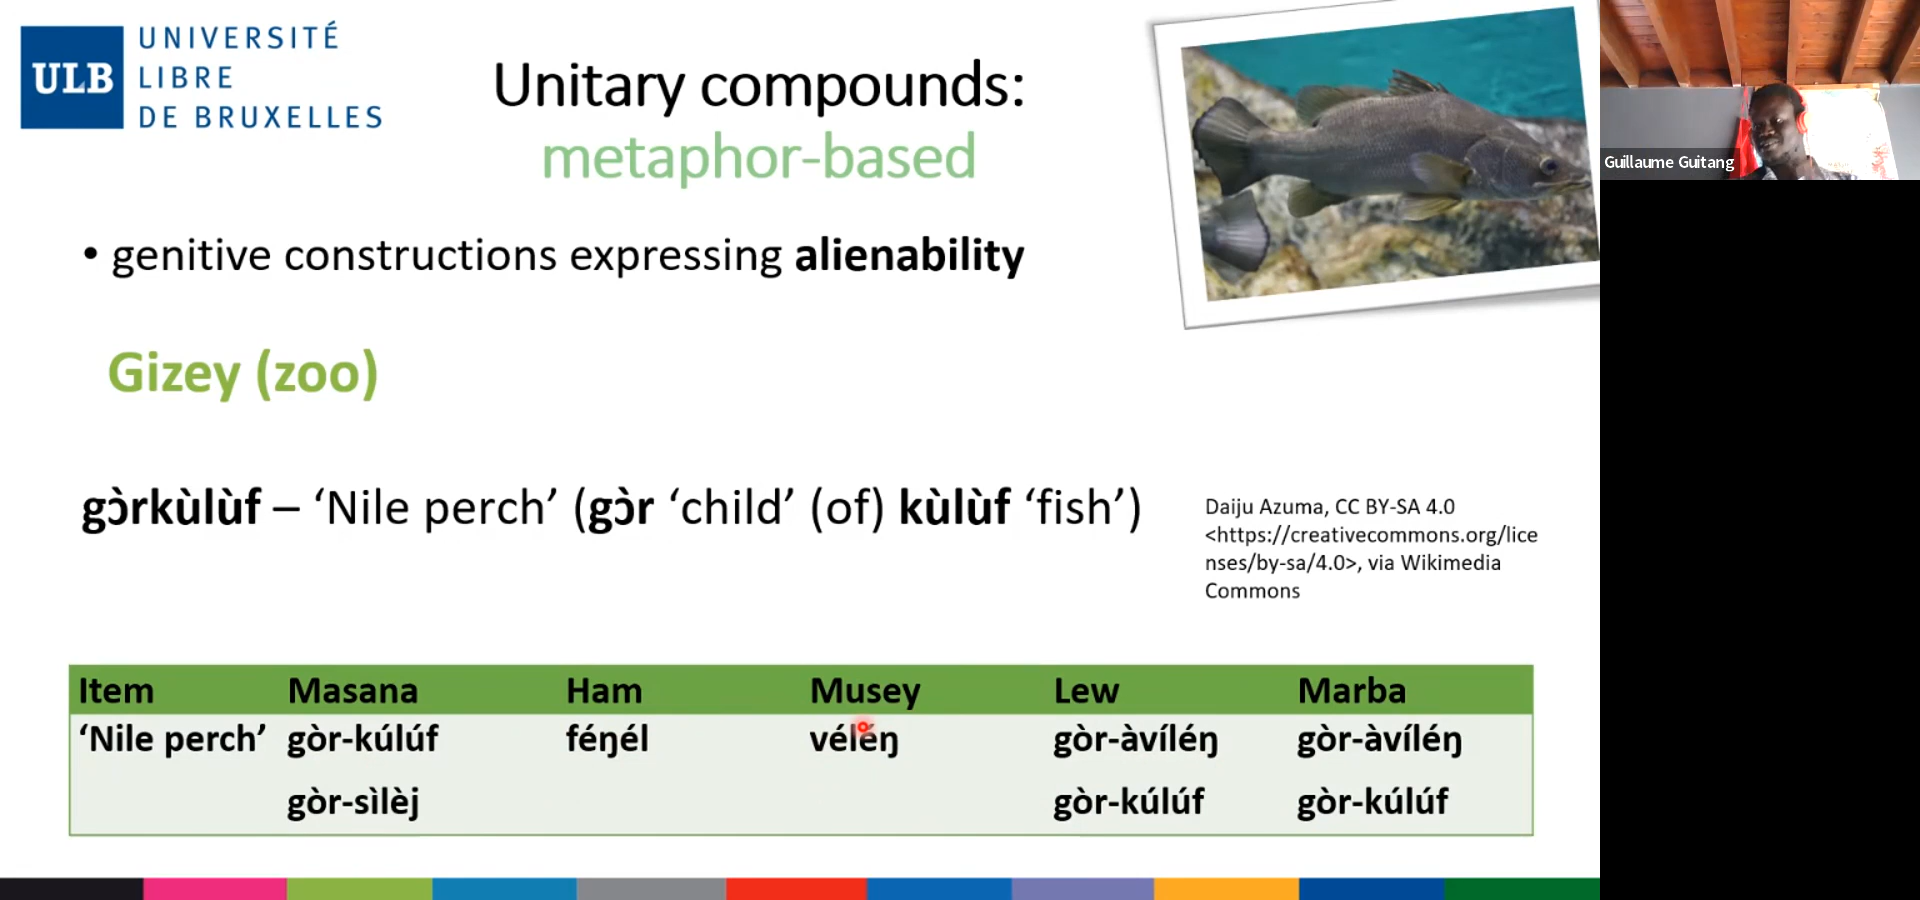 ULB
UNIVERSITÉ
LIBRE
DE BRUXELLES
Unitary compounds:
metaphor-based
• genitive constructions expressing alienability
Gizey (zoo)
gɔ̀rkùlùf – ‘Nile perch’ (gɔ̀r ‘child’ (of) kùlùf ‘fish’)
Daiju Azuma, CC BY-SA 4.0
<https://creativecommons.org/lice
nses/by-sa/4.0>, via Wikimedia
Commons
Item Masana Ham Musey Lew Marba
‘Nile perch’ gòr-kúlúf féŋél véléŋ gòr-àvíléŋ gòr-àvíléŋ
gòr-sìlèj gòr-kúlúf gòr-kúlúf
Guillaume Guitang